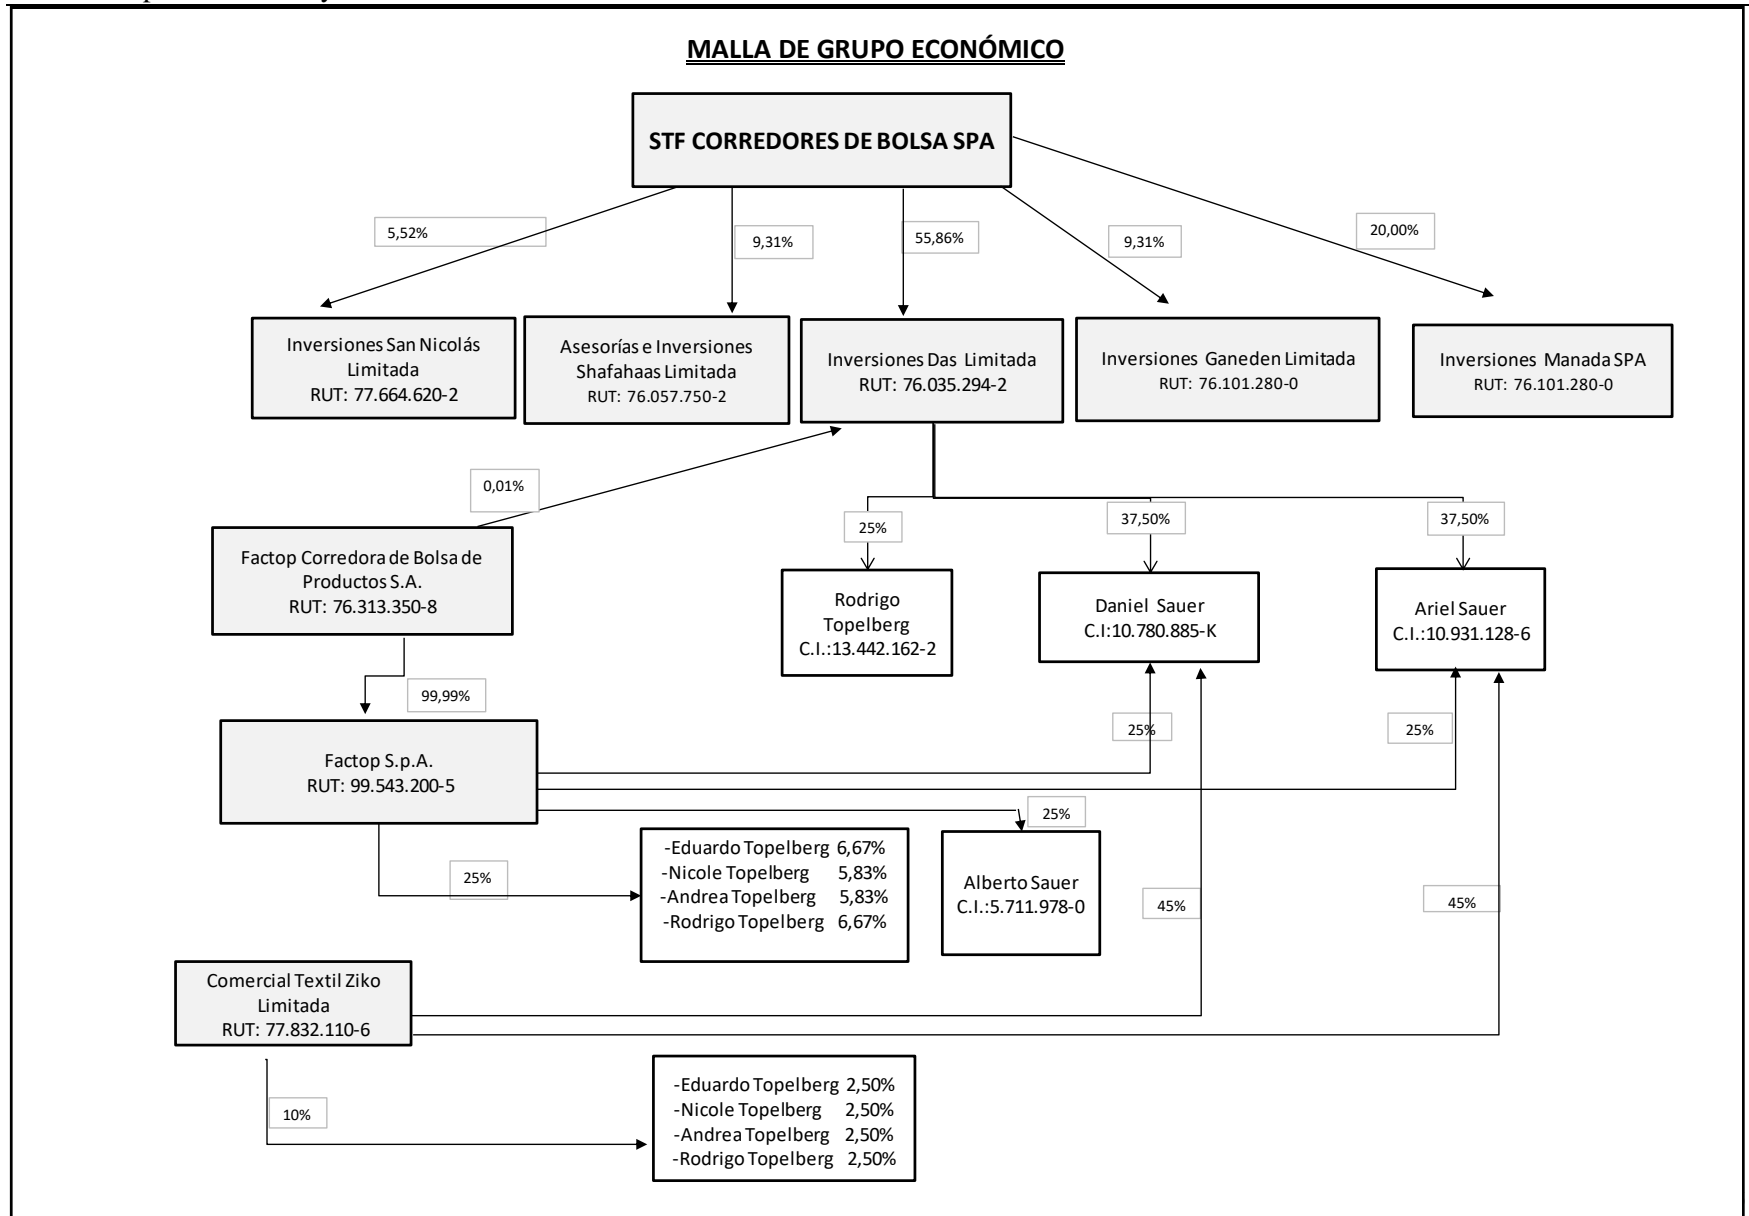 MALLA DE GRUPO ECONÓMICO
STF CORREDORES DE BOLSA SPA
5,52%
9,31%
55,86%
9,31%
20,00%
Inversiones San Nicolás
Limitada
RUT: 77.664.620-2
Asesorías e Inversiones
Shafahaas Limitada
RUT: 76.057.750-2
Inversiones Das Limitada
RUT: 76.035.294-2
Inversiones Ganeden Limitada
RUT: 76.101.280-0
Inversiones Manada SPA
RUT: 76.101.280-0
0,01%
25%
37,50%
37,50%
Factop Corredora de Bolsa de
Productos S.A.
RUT: 76.313.350-8
Rodrigo
Topelberg
C.I.:13.442.162-2
Daniel Sauer
C.I:10.780.885-K
Ariel Sauer
C.I.:10.931.128-6
99,99%
25%
25%
Factop S.p.A.
RUT: 99.543.200-5
25%
25%
-Eduardo Topelberg 6,67%
-Nicole Topelberg 5,83%
-Andrea Topelberg 5,83%
-Rodrigo Topelberg 6,67%
Alberto Sauer
C.I.:5.711.978-0
45%
45%
Comercial Textil Ziko
Limitada
RUT: 77.832.110-6
10%
-Eduardo Topelberg 2,50%
-Nicole Topelberg 2,50%
-Andrea Topelberg 2,50%
-Rodrigo Topelberg 2,50%